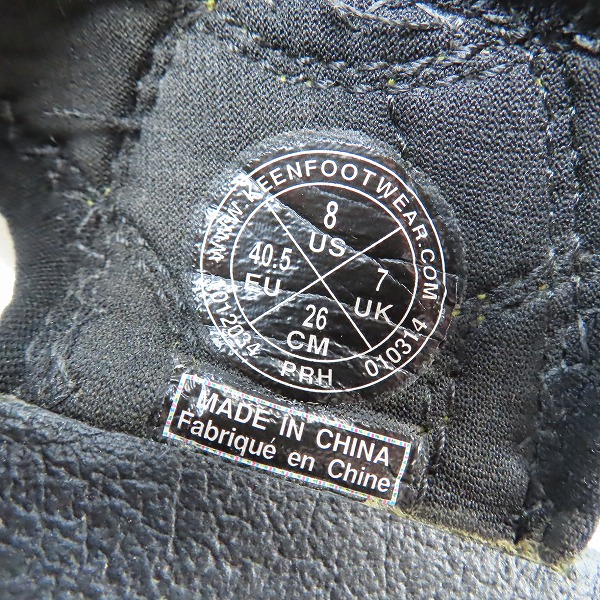 WWW.KEENFOOTWEAR.COM
8
US
40.5
EU
7
UK
26
CM
1012034
PRH
010314
MADE IN CHINA
Fabriqué en Chine